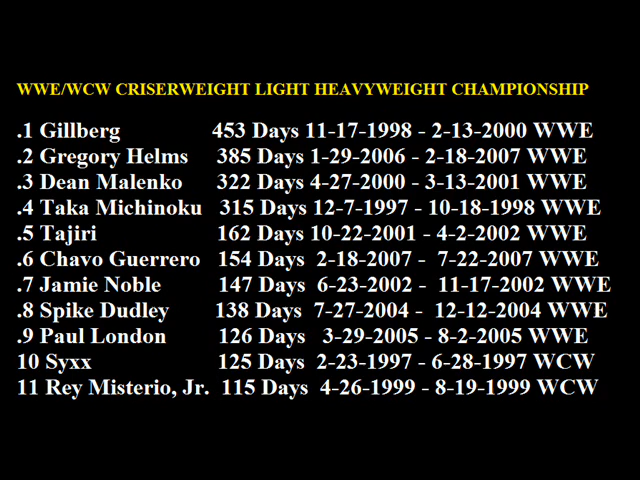 WWE/WCW CRISERWEIGHT LIGHT HEAVYWEIGHT CHAMPIONSHIP
.1 Gillberg 453 Days 11-17-1998 - 2-13-2000 WWE
.2 Gregory Helms 385 Days 1-29-2006 - 2-18-2007 WWE
.3 Dean Malenko 322 Days 4-27-2000 - 3-13-2001 WWE
.4 Taka Michinoku 315 Days 12-7-1997 - 10-18-1998 WWE
.5 Tajiri 162 Days 10-22-2001 - 4-2-2002 WWE
.6 Chavo Guerrero 154 Days 2-18-2007 - 7-22-2007 WWE
.7 Jamie Noble 147 Days 6-23-2002 - 11-17-2002 WWE
.8 Spike Dudley 138 Days 7-27-2004 - 12-12-2004 WWE
.9 Paul London 126 Days 3-29-2005 - 8-2-2005 WWE
10 Syxx 125 Days 2-23-1997 - 6-28-1997 WCW
11 Rey Misterio, Jr. 115 Days 4-26-1999 - 8-19-1999 WCW